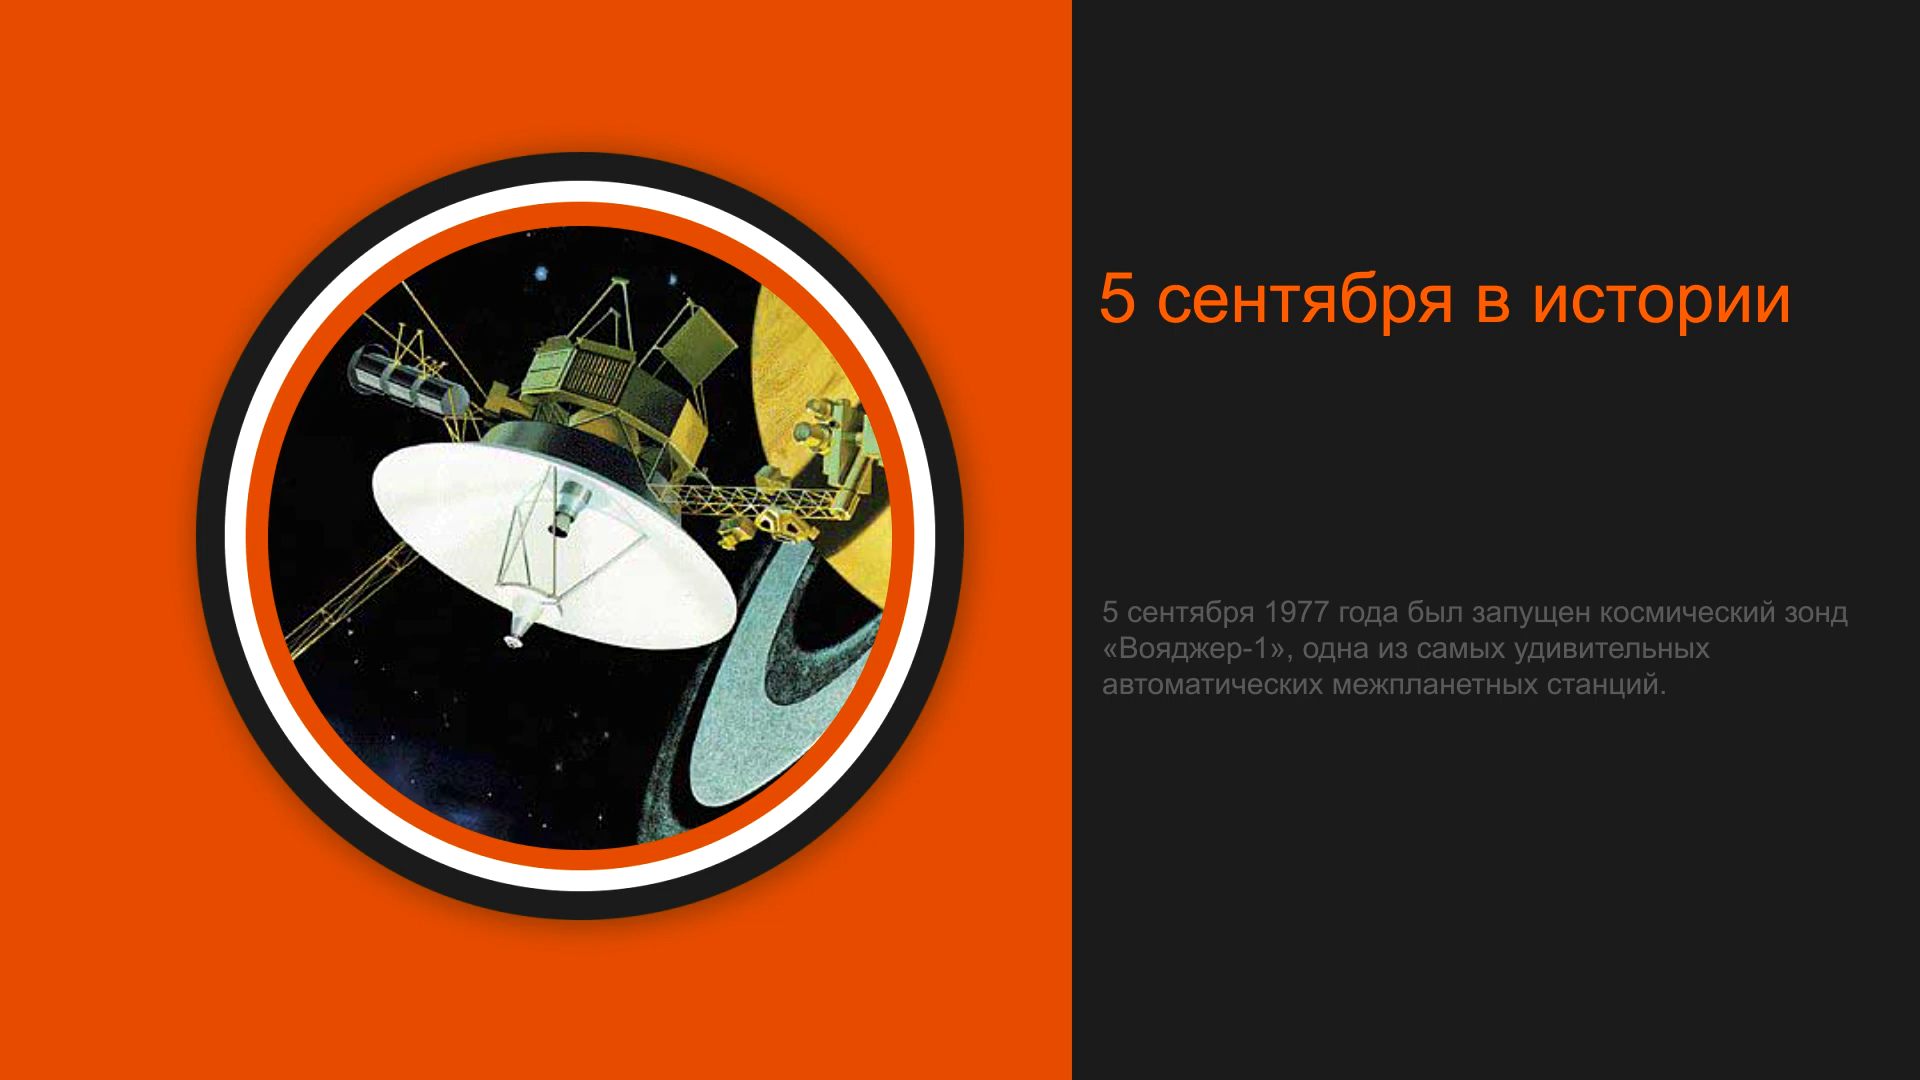 5 сентября в истории
5 сентября 1977 года был запущен космический зонд
«Вояджер-1», одна из самых удивительных
автоматических межпланетных станций.